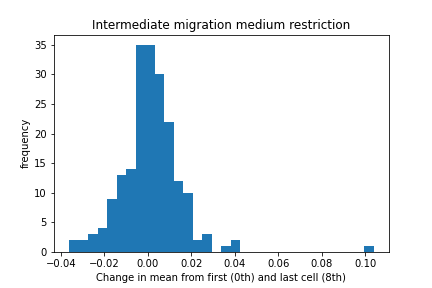 Intermediate migration medium restriction
frequency
35
30
25
20
15
10
5
0
−0.04 −0.02 0.00 0.02 0.04 0.06 0.08 0.10
Change in mean from first (0th) and last cell (8th)